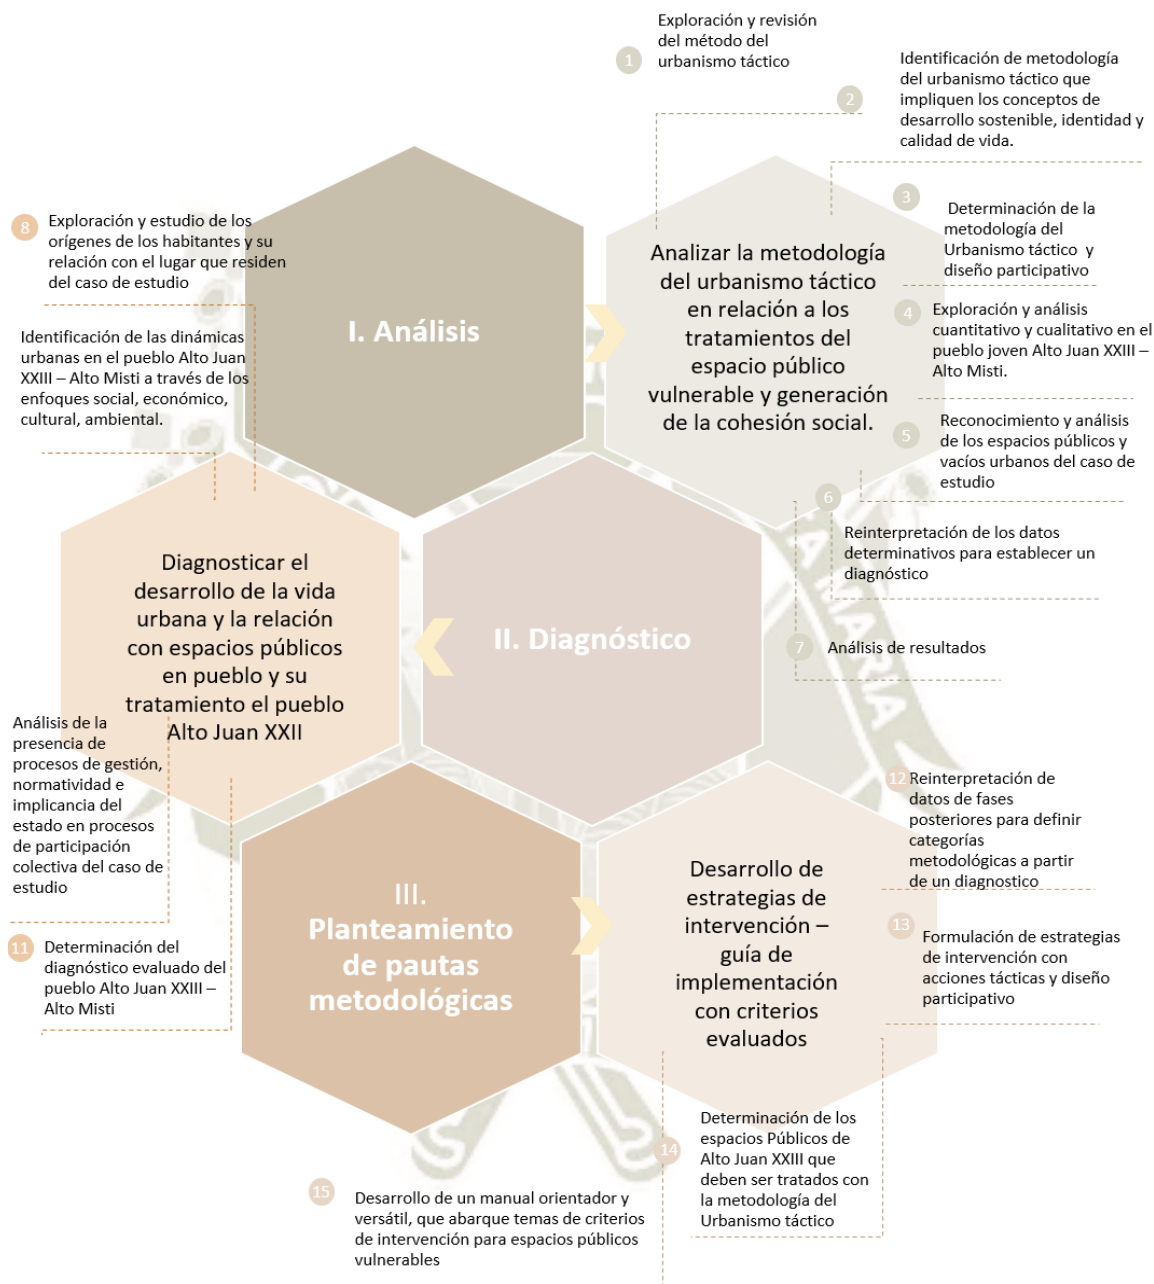 1
Exploración y revisión
del método del
urbanismo táctico
2
Identificación de metodología
del urbanismo táctico que
impliquen los conceptos de
desarrollo sostenible, identidad y
calidad de vida.
3
Determinación de la
metodología del
Urbanismo táctico y
diseño participativo
4
Exploración y análisis
cuantitativo y cualitativo en el
pueblo joven Alto Juan XXIII –
Alto Misti.
5
Reconocimiento y análisis
de los espacios públicos y
vacíos urbanos del caso de
estudio
6
Reinterpretación de los datos
determinativos para establecer un
diagnóstico
7
Análisis de resultados
I. Análisis
Analizar la metodología
del urbanismo táctico
en relación a los
tratamientos del
espacio público
vulnerable y generación
de la cohesión social.
8
Exploración y estudio de los
orígenes de los habitantes y su
relación con el lugar que residen
del caso de estudio
Identificación de las dinámicas
urbanas en el pueblo Alto Juan
XXIII – Alto Misti a través de los
enfoques social, económico,
cultural, ambiental.
Diagnosticar el
desarrollo de la vida
urbana y la relación
con espacios públicos
en pueblo y su
tratamiento el pueblo
Alto Juan XXII
II. Diagnóstico
AMARIA
Análisis de la
presencia de
procesos de gestión,
normatividad e
implicancia del
estado en procesos
de participación
colectiva del caso de
estudio
11
Determinación del
diagnóstico evaluado del
pueblo Alto Juan XXIII –
Alto Misti
III.
Planteamiento
de pautas
metodológicas
Desarrollo de
estrategias de
intervención –
guía de
implementación
con criterios
evaluados
12
Reinterpretación de
datos de fases
posteriores para definir
categorías
metodológicas a partir
de un diagnostico
13
Formulación de estrategias
de intervención con
acciones tácticas y diseño
participativo
14
Determinación de los
espacios Públicos de
Alto Juan XXIII que
deben ser tratados con
la metodología del
Urbanismo táctico
15
Desarrollo de un manual orientador y
versátil, que abarque temas de criterios
de intervención para espacios públicos
vulnerables